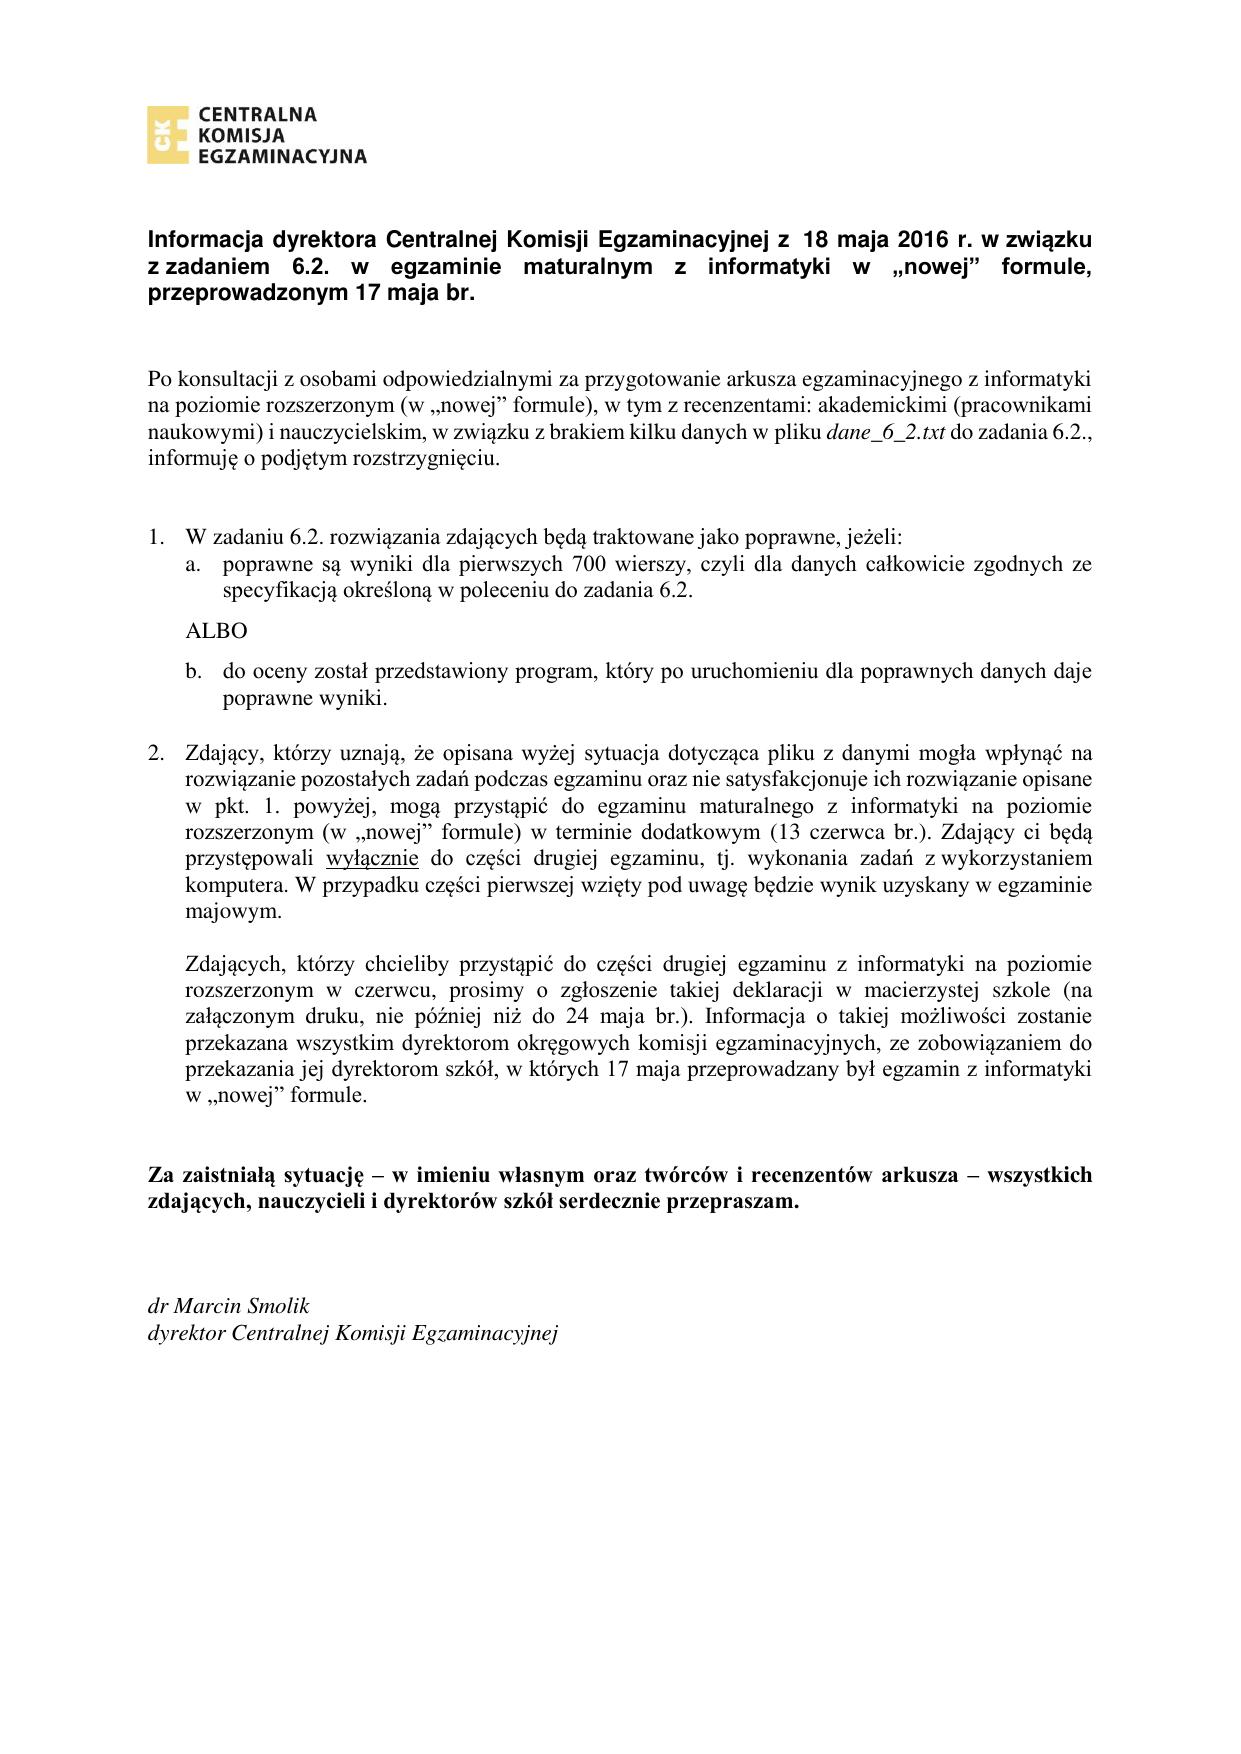 CK
CENTRALNA
KOMISJA
EGZAMINACYJNA
Informacja dyrektora Centralnej Komisji Egzaminacyjnej z 18 maja 2016 r. w związku
z zadaniem 6.2. w egzaminie maturalnym z informatyki w „nowej” formule,
przeprowadzonym 17 maja br.
Po konsultacji z osobami odpowiedzialnymi za przygotowanie arkusza egzaminacyjnego z informatyki
na poziomie rozszerzonym (w „nowej” formule), w tym z recenzentami: akademickimi (pracownikami
naukowymi) i nauczycielskim, w związku z brakiem kilku danych w pliku dane_6_2.txt do zadania 6.2.,
informuję o podjętym rozstrzygnięciu.
1. W zadaniu 6.2. rozwiązania zdających będą traktowane jako poprawne, jeżeli:
a. poprawne są wyniki dla pierwszych 700 wierszy, czyli dla danych całkowicie zgodnych ze
specyfikacją określoną w poleceniu do zadania 6.2.
ALBO
b. do oceny został przedstawiony program, który po uruchomieniu dla poprawnych danych daje
poprawne wyniki.
2. Zdający, którzy uznają, że opisana wyżej sytuacja dotycząca pliku z danymi mogła wpłynąć na
rozwiązanie pozostałych zadań podczas egzaminu oraz nie satysfakcjonuje ich rozwiązanie opisane
w pkt. 1. powyżej, mogą przystąpić do egzaminu maturalnego z informatyki na poziomie
rozszerzonym (w „nowej” formule) w terminie dodatkowym (13 czerwca br.). Zdający ci będą
przystępowali wyłącznie do części drugiej egzaminu, tj. wykonania zadań z wykorzystaniem
komputera. W przypadku części pierwszej wzięty pod uwagę będzie wynik uzyskany w egzaminie
majowym.
Zdających, którzy chcieliby przystąpić do części drugiej egzaminu z informatyki na poziomie
rozszerzonym w czerwcu, prosimy o zgłoszenie takiej deklaracji w macierzystej szkole (na
załączonym druku, nie później niż do 24 maja br.). Informacja o takiej możliwości zostanie
przekazana wszystkim dyrektorom okręgowych komisji egzaminacyjnych, ze zobowiązaniem do
przekazania jej dyrektorom szkół, w których 17 maja przeprowadzany był egzamin z informatyki
w „nowej” formule.
Za zaistniałą sytuację – w imieniu własnym oraz twórców i recenzentów arkusza – wszystkich
zdających, nauczycieli i dyrektorów szkół serdecznie przepraszam.
dr Marcin Smolik
dyrektor Centralnej Komisji Egzaminacyjnej